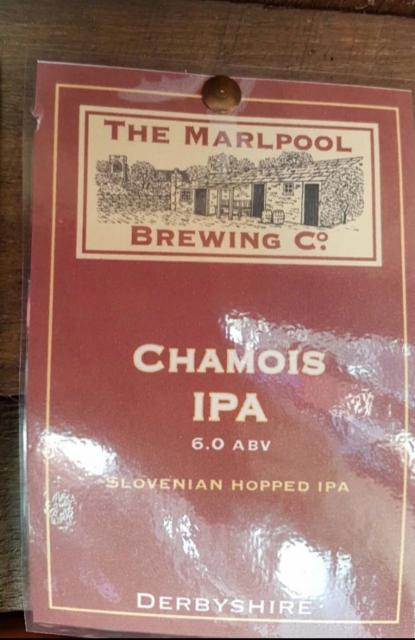 THE MARLPOOL
BREWING Cº
CHAMOIS
IPA
6.0 ABV
SLOVENIAN HOPPED IPA
DERBYSHIRE